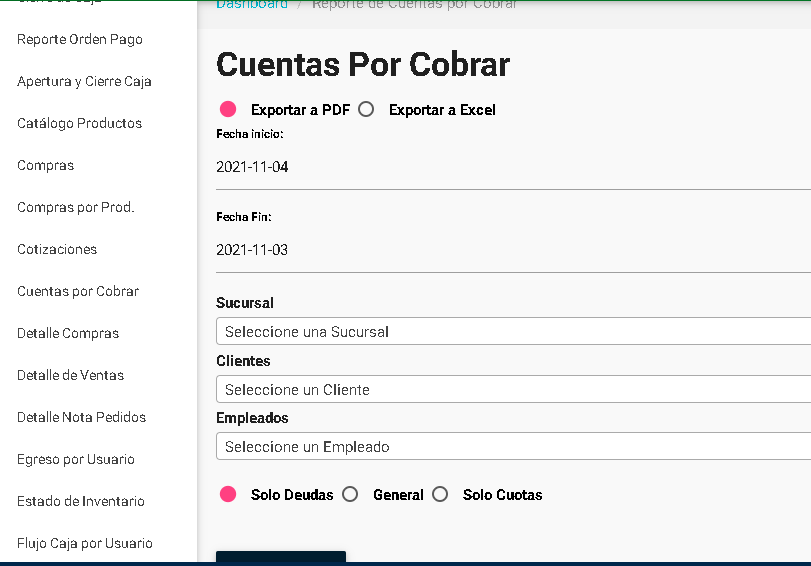 Dashboard / Reporte de Cuentas por Cobrar
Reporte Orden Pago
Apertura y Cierre Caja
Catálogo Productos
Compras
Compras por Prod.
Cotizaciones
Cuentas por Cobrar
Detalle Compras
Detalle de Ventas
Detalle Nota Pedidos
Egreso por Usuario
Estado de Inventario
Flujo Caja por Usuario
Cuentas Por Cobrar
Exportar a PDF Exportar a Excel
Fecha inicio:
2021-11-04
Fecha Fin:
2021-11-03
Sucursal
Seleccione una Sucursal
Clientes
Seleccione un Cliente
Empleados
Seleccione un Empleado
Solo Deudas General Solo Cuotas